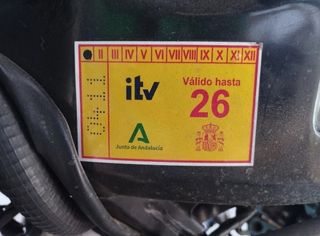 II III IV V VI VII VIII IX X XI XII
itv
Válido hasta
26
Junta de Andalucía